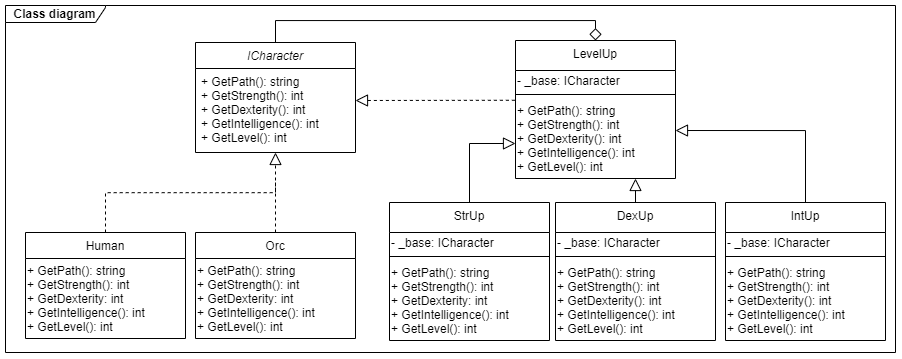 Class diagram
ICharacter
+ GetPath(): string
+ GetStrength(): int
+ GetDexterity(): int
+ GetIntelligence(): int
+ GetLevel(): int
LevelUp
- _base: ICharacter
+ GetPath(): string
+ GetStrength(): int
+ GetDexterity(): int
+ GetIntelligence(): int
+ GetLevel(): int
Human
+ GetPath(): string
+ GetStrength(): int
+ GetDexterity: int
+ GetIntelligence(): int
+ GetLevel(): int
Orc
+ GetPath(): string
+ GetStrength(): int
+ GetDexterity: int
+ GetIntelligence(): int
+ GetLevel(): int
StrUp
- _base: ICharacter
+ GetPath(): string
+ GetStrength(): int
+ GetDexterity: int
+ GetIntelligence(): int
+ GetLevel(): int
DexUp
- _base: ICharacter
+ GetPath(): string
+ GetStrength(): int
+ GetDexterity: int
+ GetIntelligence(): int
+ GetLevel(): int
IntUp
- _base: ICharacter
+ GetPath(): string
+ GetStrength(): int
+ GetDexterity: int
+ GetIntelligence(): int
+ GetLevel(): int